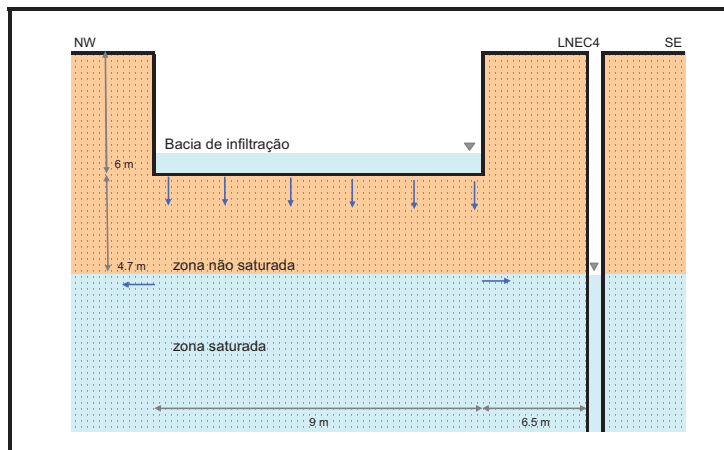 NW
LNEC4
SE
Bacia de infiltração
6 m
4.7 m
zona não saturada
zona saturada
9 m
6.5 m